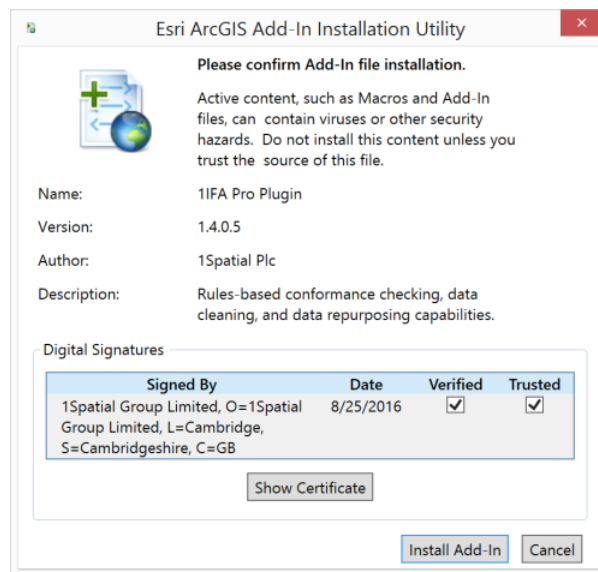 Esri ArcGIS Add-In Installation Utility
Please confirm Add-In file installation.
Active content, such as Macros and Add-In
files, can contain viruses or other security
hazards. Do not install this content unless you
trust the source of this file.
Name: 1IFA Pro Plugin
Version: 1.4.0.5
Author: 1Spatial Plc
Description: Rules-based conformance checking, data
cleaning, and data repurposing capabilities.
Digital Signatures
Signed By Date Verified Trusted
1Spatial Group Limited, O=1Spatial 8/25/2016
Group Limited, L=Cambridge,
S=Cambridgeshire, C=GB
Show Certificate
Install Add-In Cancel